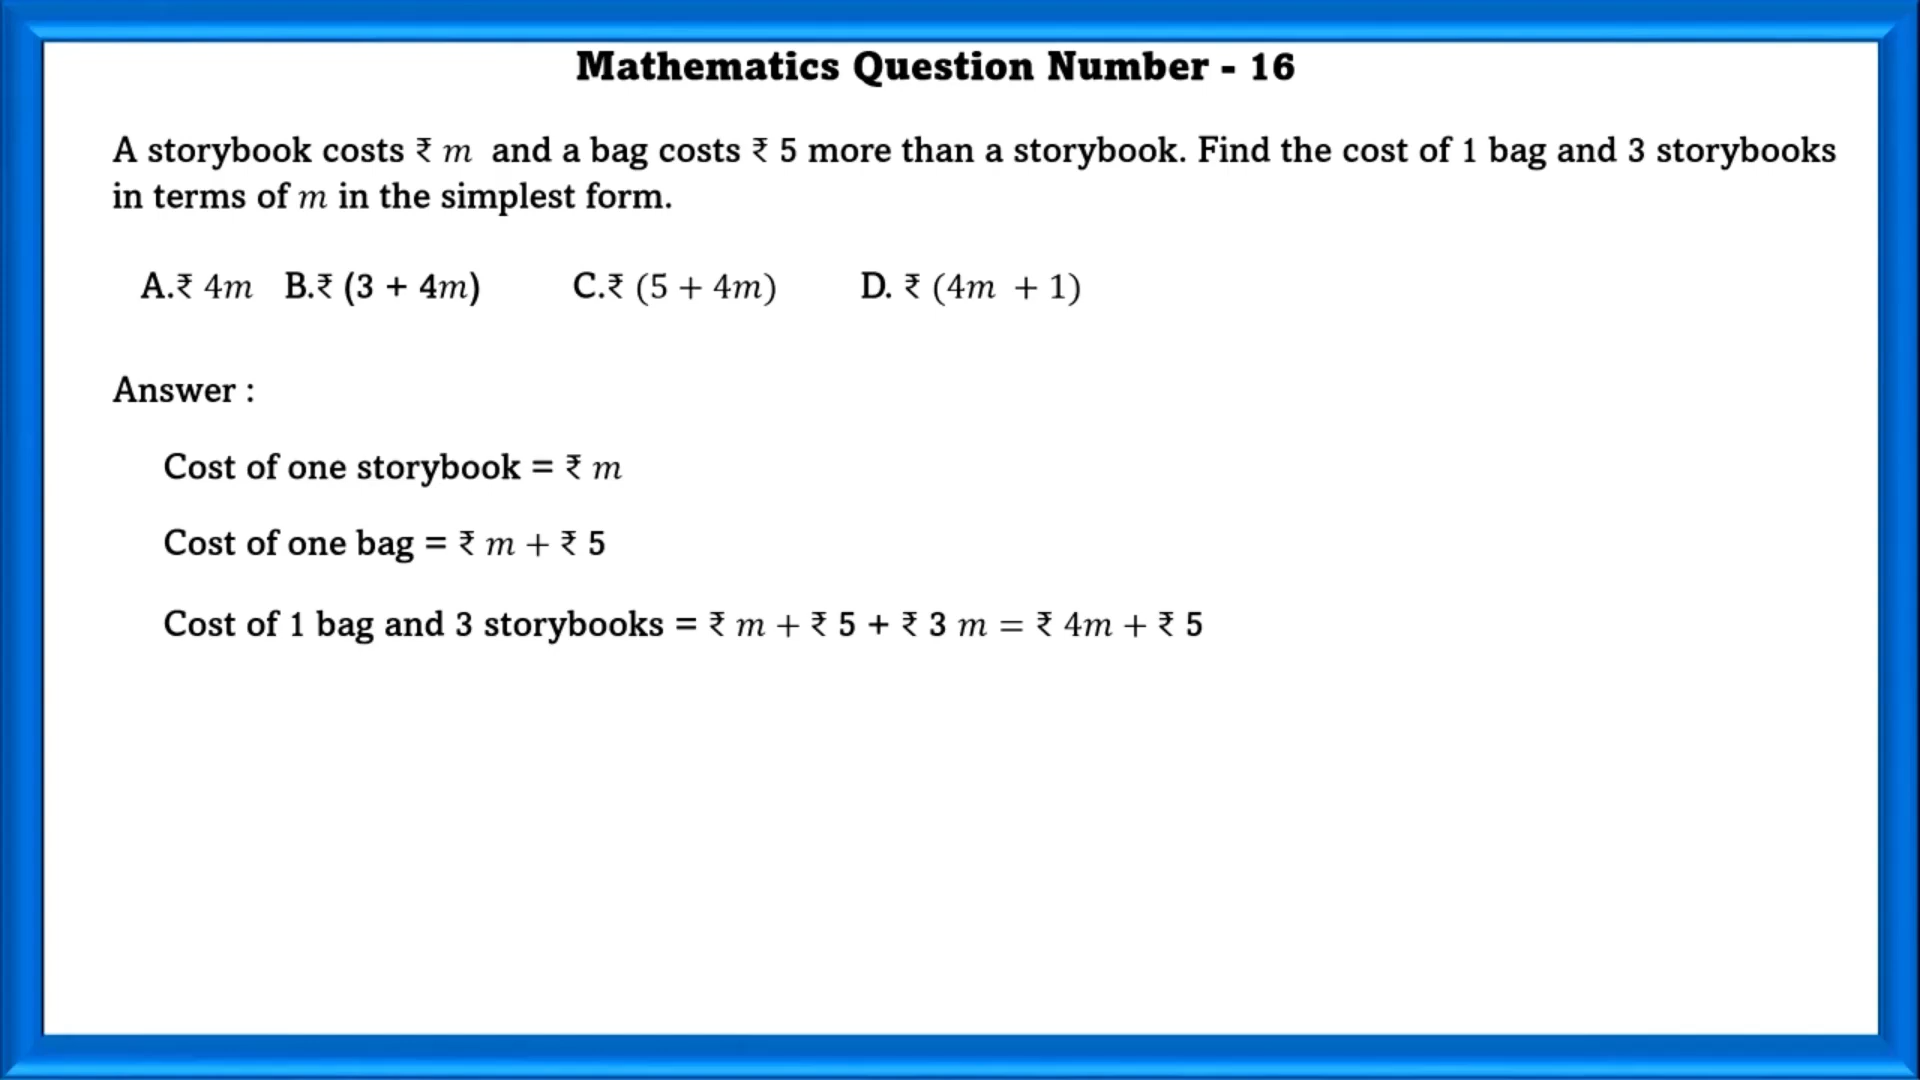 Mathematics Question Number - 16
A storybook costs ₹ m and a bag costs ₹ 5 more than a storybook. Find the cost of 1 bag and 3 storybooks
in terms of m in the simplest form.
A.₹ 4m B.₹ (3 + 4m) C.₹ (5 + 4m) D. ₹ (4m + 1)
Answer :
Cost of one storybook = ₹ m
Cost of one bag = ₹ m + ₹ 5
Cost of 1 bag and 3 storybooks = ₹ m + ₹ 5 + ₹ 3 m = ₹ 4m + ₹ 5